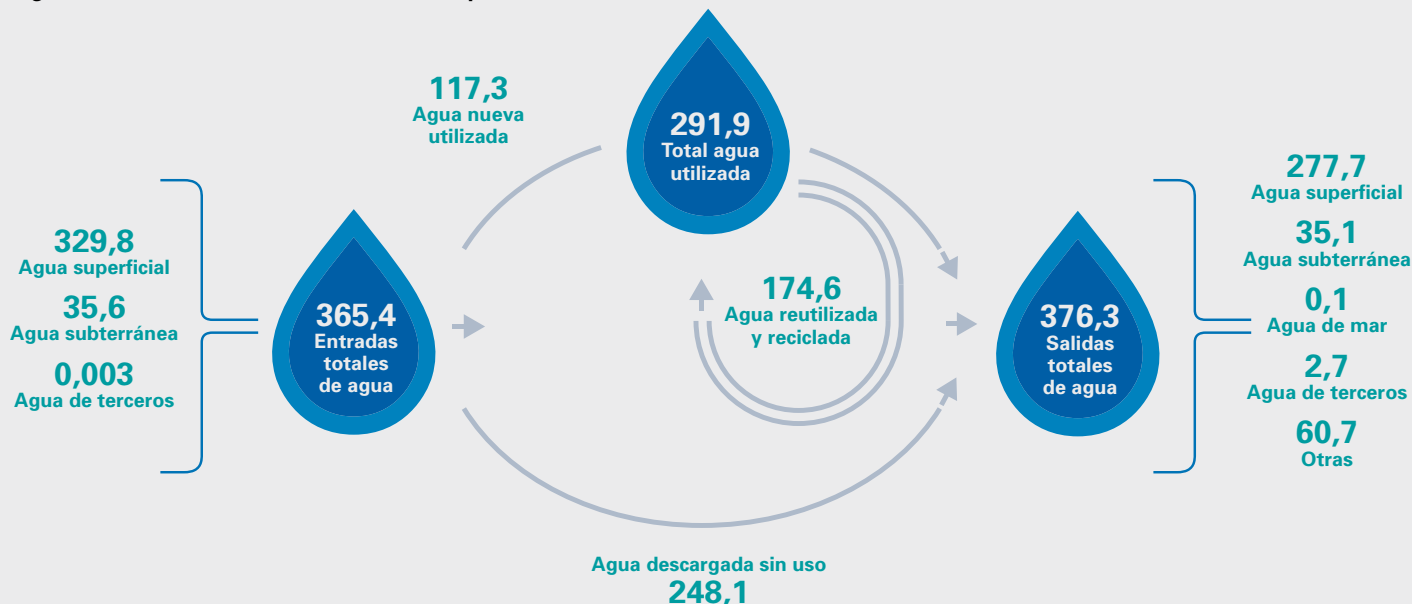 117,3
Agua nueva
utilizada
291,9
Total agua
utilizada
329,8
Agua superficial
35,6
Agua subterránea
0,003
Agua de terceros
365,4
Entradas
totales
de agua
174,6
Agua reutilizada
y reciclada
376,3
Salidas
totales
de agua
277,7
Agua superficial
35,1
Agua subterránea
0,1
Agua de mar
2,7
Agua de terceros
60,7
Otras
Agua descargada sin uso
248,1